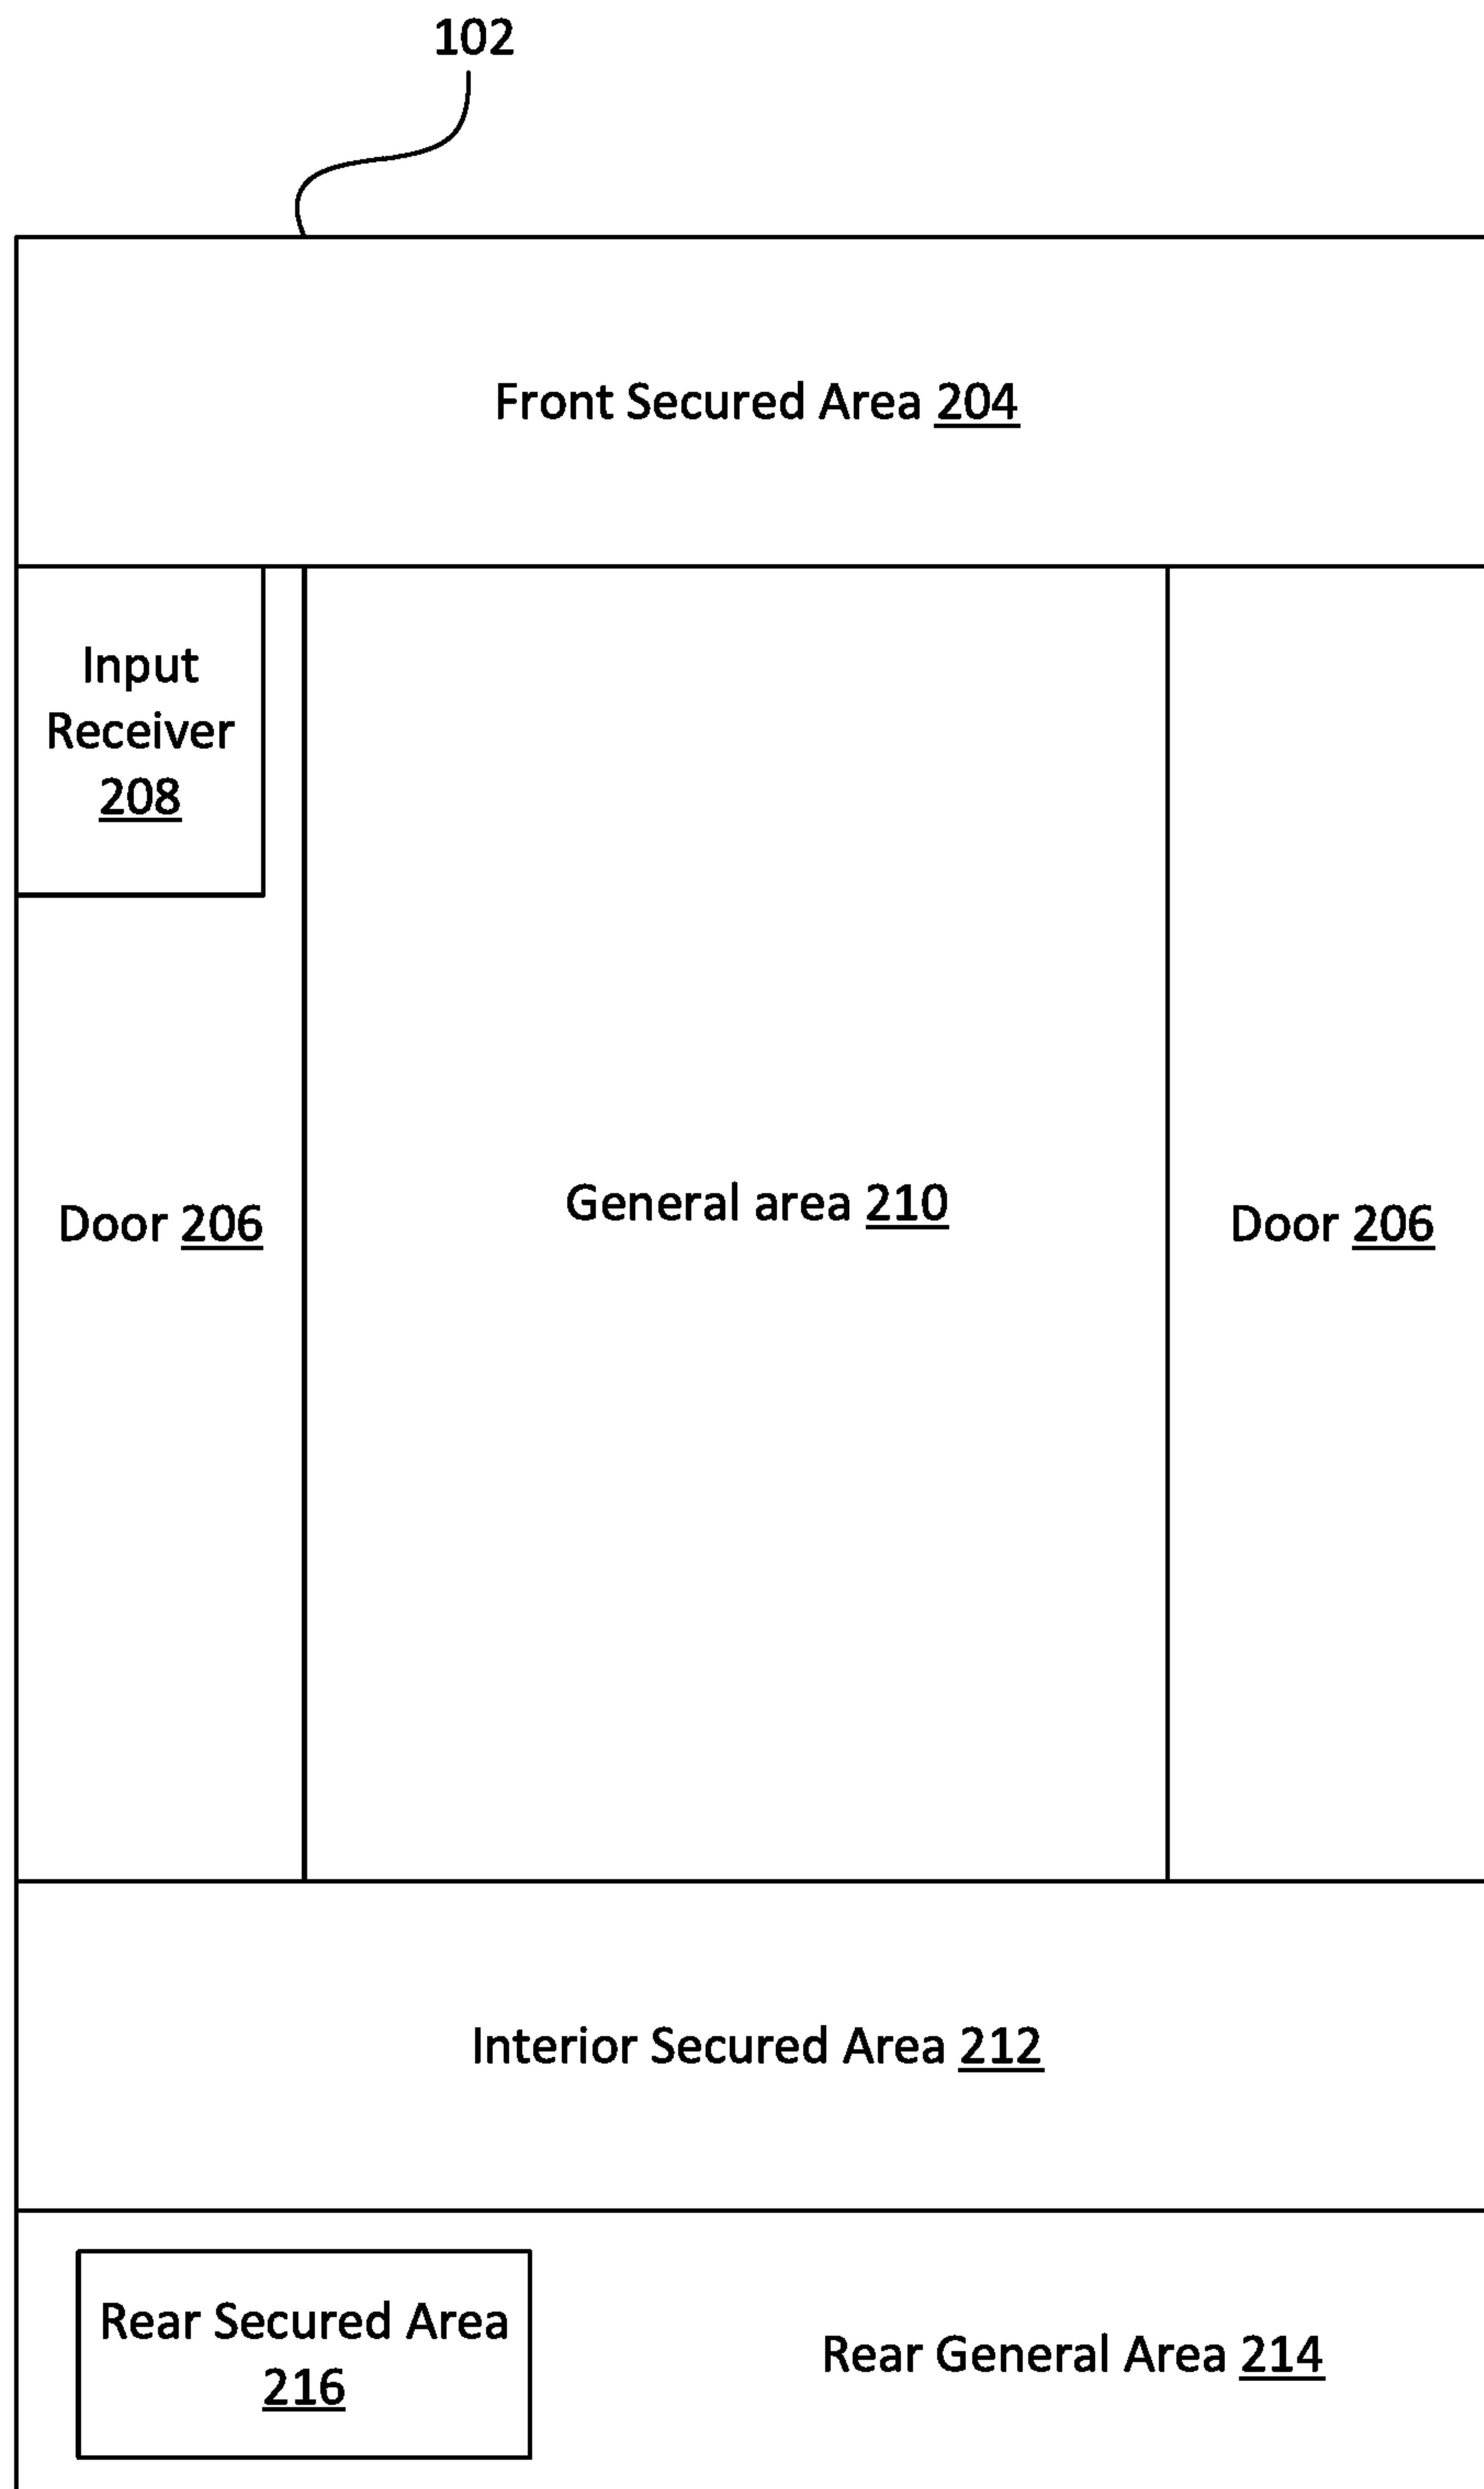 102
Front Secured Area 204
Input
Receiver
208
Door 206
General area 210
Door 206
Interior Secured Area 212
Rear Secured Area
216
Rear General Area 214